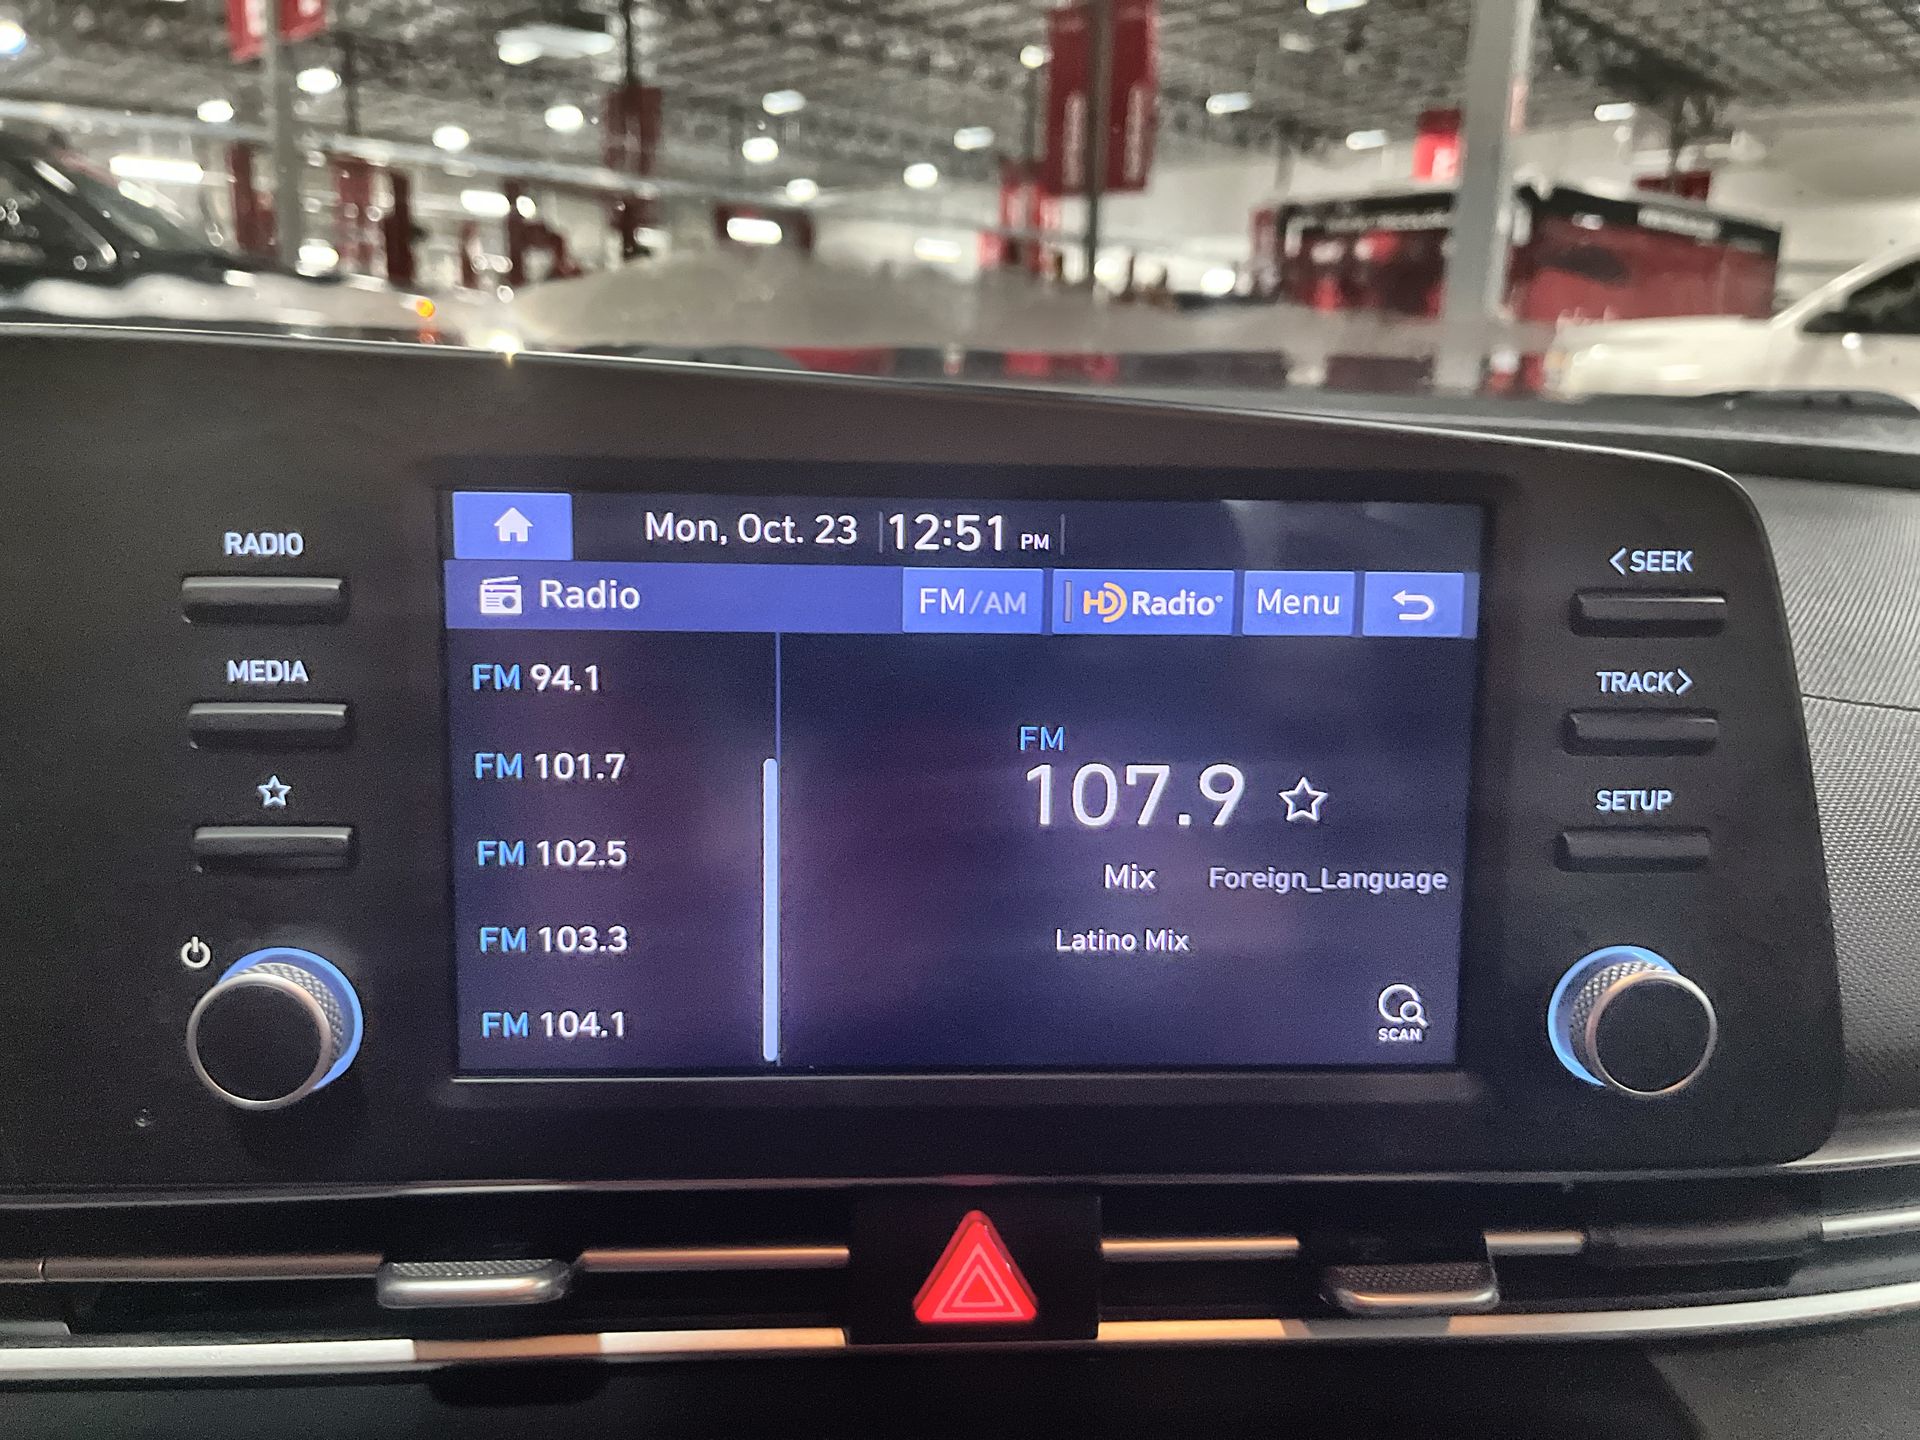 RADIO
MEDIA
Mon, Oct. 23 12:51 PM
Radio FM/AM HD Radio Menu
FM 94.1
FM 101.7
FM 102.5
FM 103.3
FM 104.1
FM
107.9
Mix Foreign_Language
Latino Mix
SCAN
<SEEK
TRACK>
SETUP